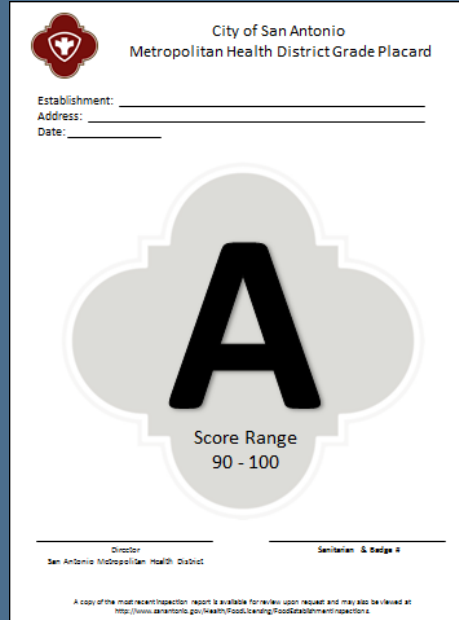 City of San Antonio
Metropolitan Health District Grade Placard
Establishment:
Address:
Date:
A
Score Range
90 - 100
Director
San Antonio Metropolitan Health District
Sanitarian & Badge #
A copy of the most recent inspection report is available for review upon request and may also be viewed at
http://www.sanantonio.gov/Health/FoodLicensing/FoodEstablishmentInspections